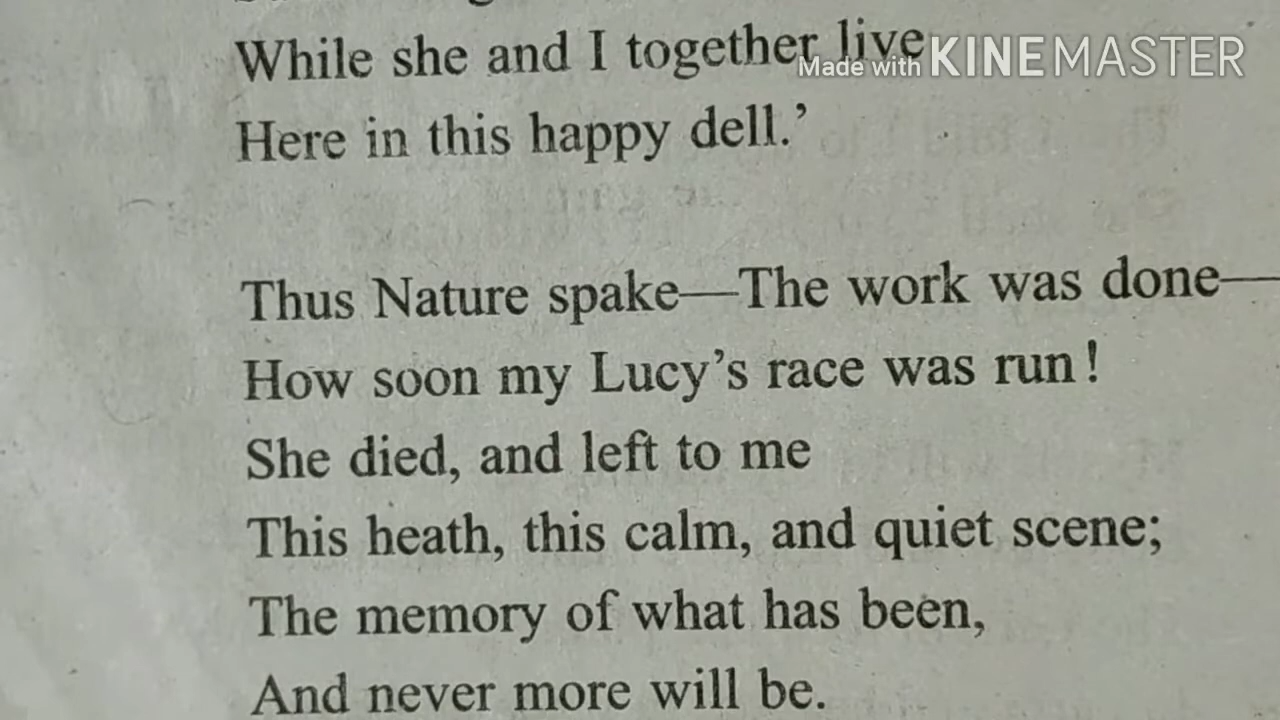 While she and I together live
Made with KINEMASTER
Here in this happy dell.’
Thus Nature spake—The work was done—
How soon my Lucy’s race was run!
She died, and left to me
This heath, this calm, and quiet scene;
The memory of what has been,
And never more will be.